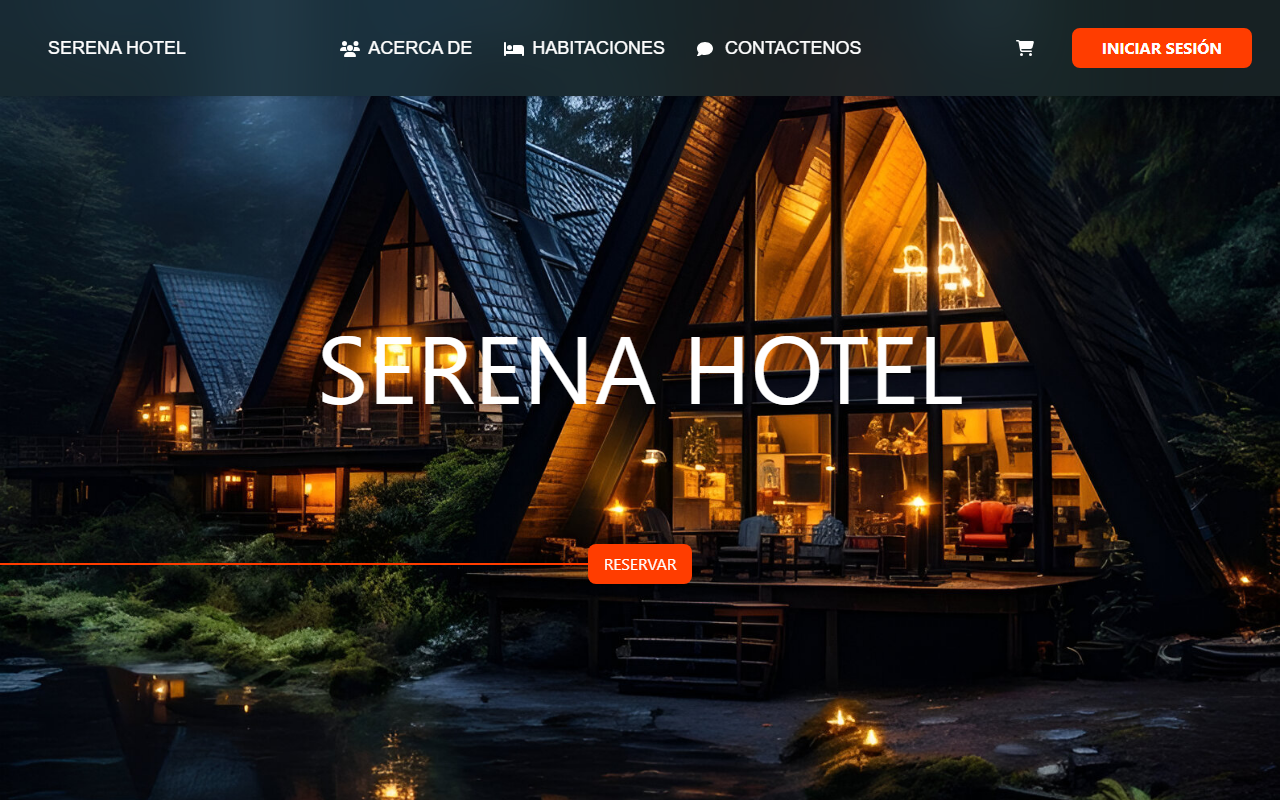 SERENA HOTEL
ACERCA DE
HABITACIONES
CONTACTENOS
INICIAR SESIÓN
SERENA HOTEL
RESERVAR